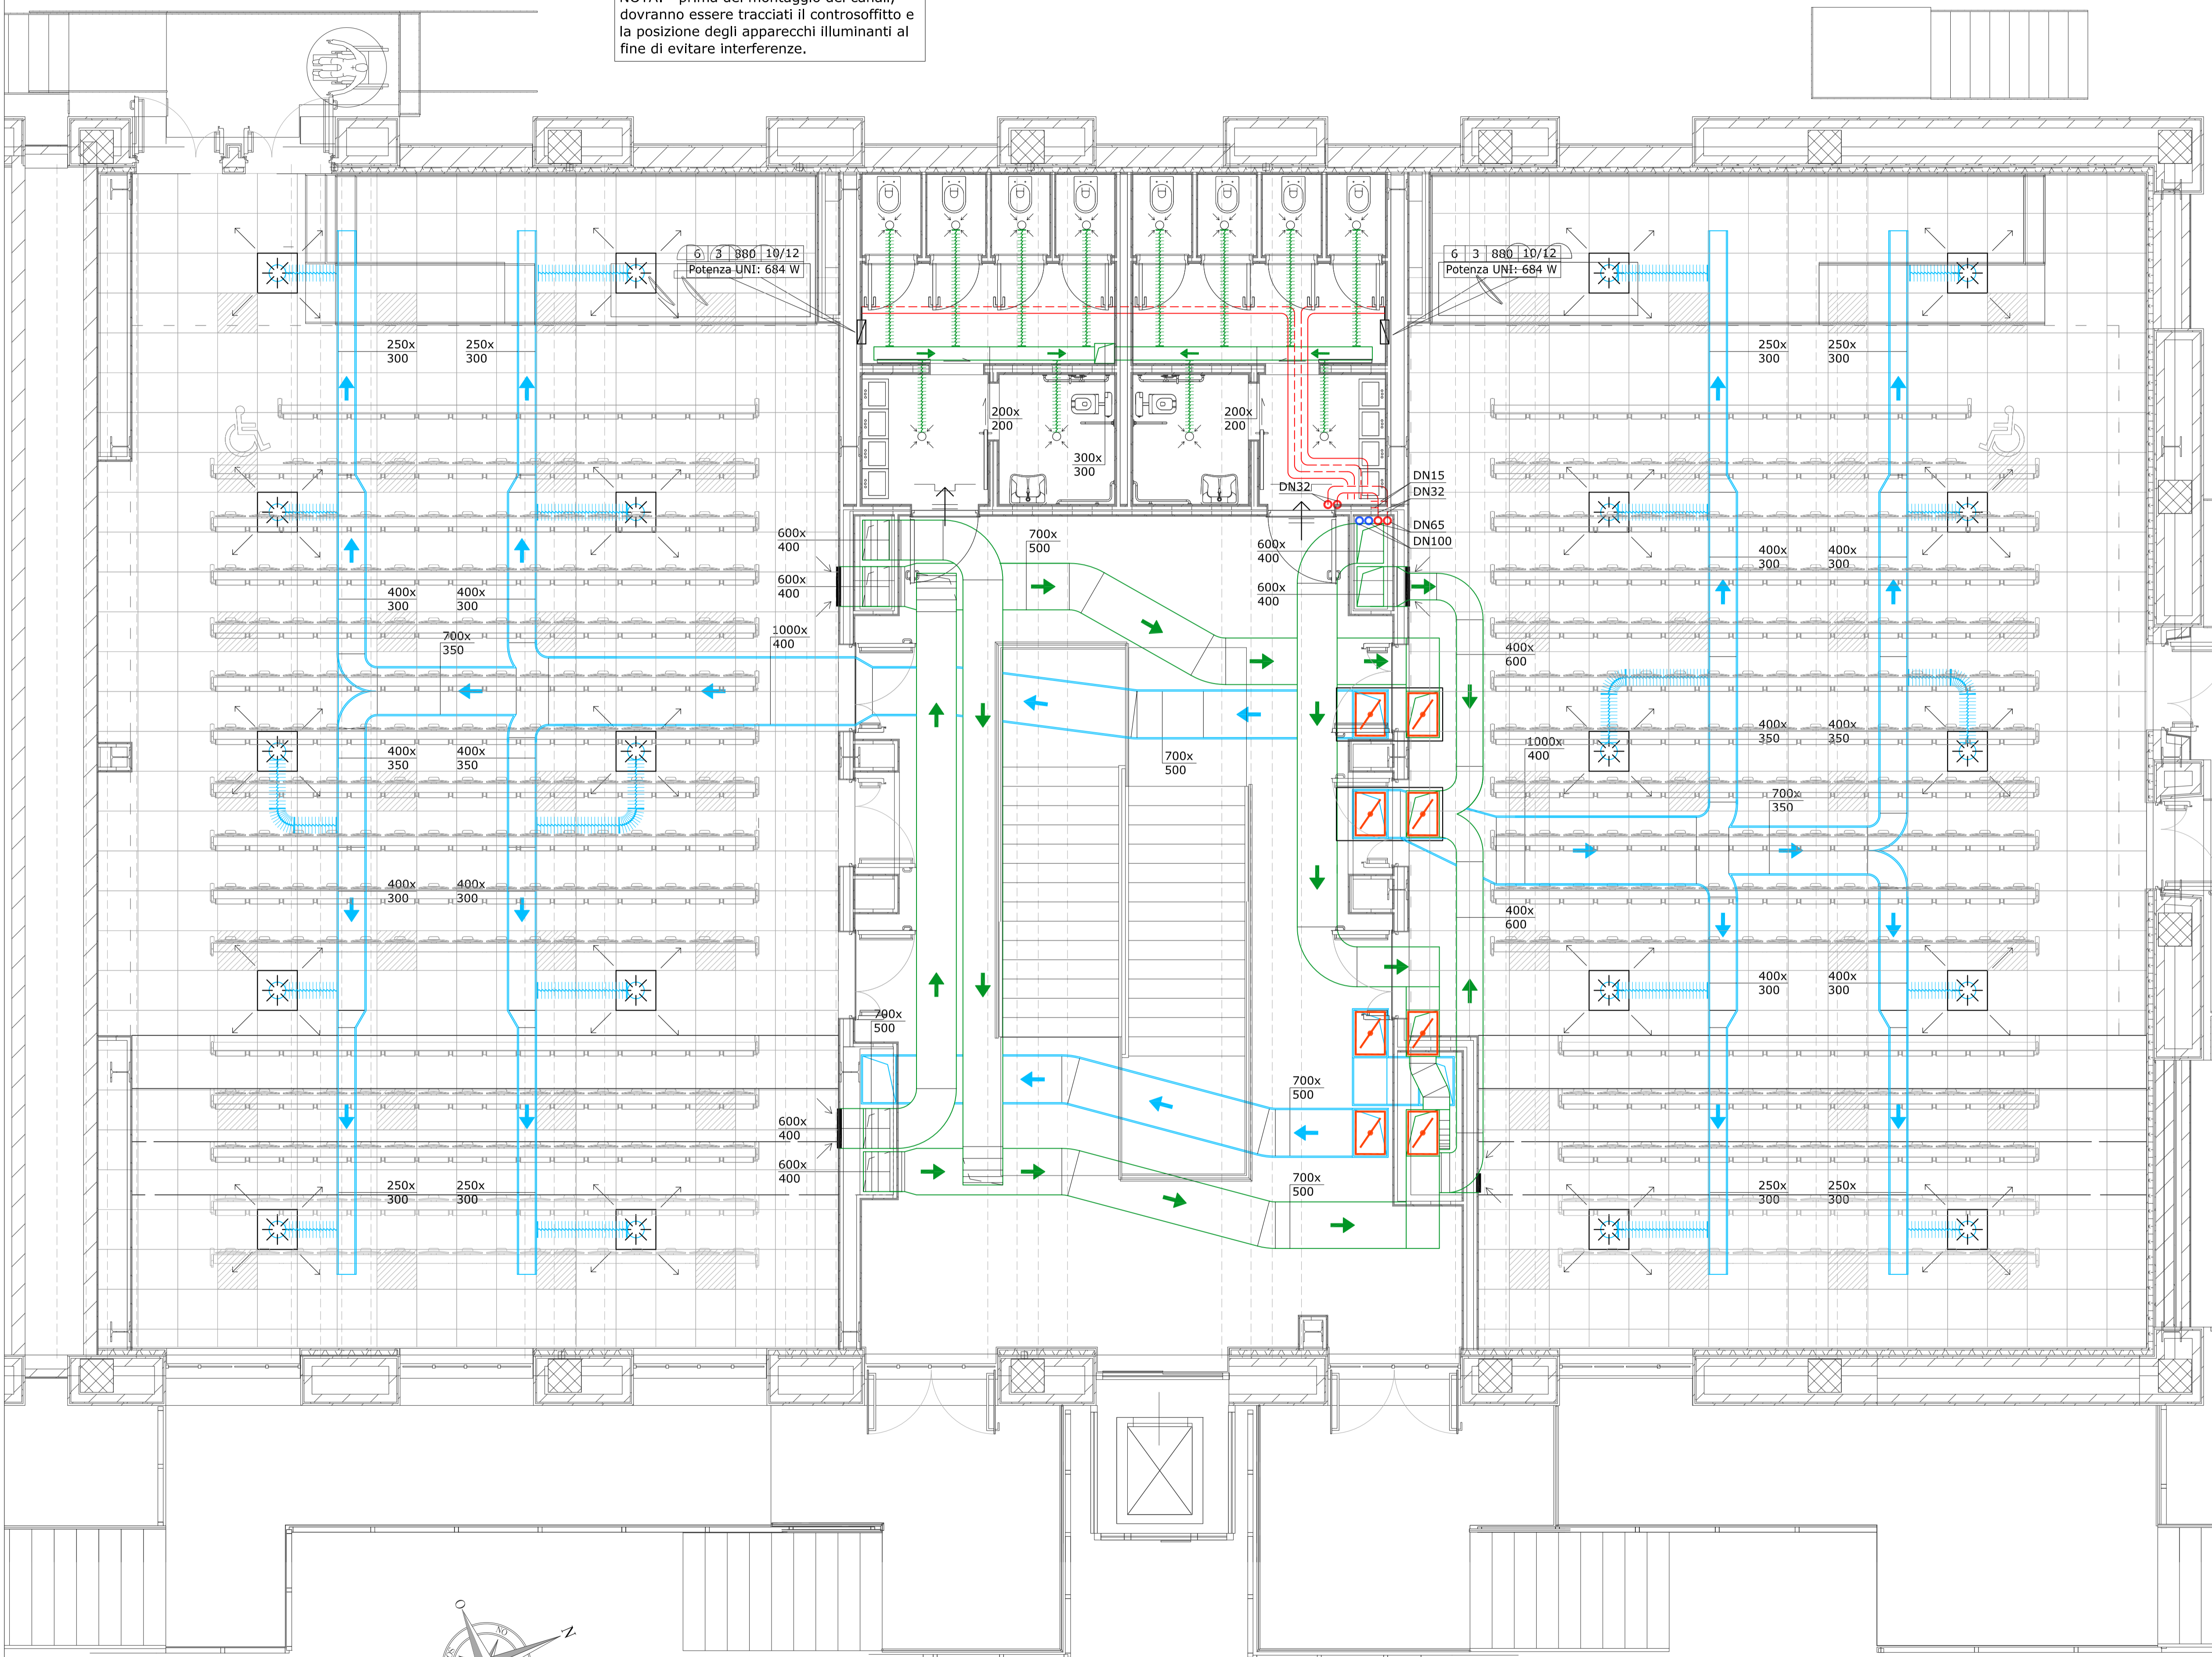 NOTA: prima del montaggio dei canali,
dovranno essere tracciati il controsoffitto e
la posizione degli apparecchi illuminanti al
fine di evitare interferenze.
6 3 880 10/12
Potenza UNI: 684 W
6 3 880 10/12
Potenza UNI: 684 W
250x
300
250x
300
250x
300
250x
300
200x
200
200x
200
300x
300
DN32
DN15
DN32
DN65
DN100
600x
400
600x
400
700x
500
600x
400
600x
400
400x
300
400x
300
400x
300
400x
300
700x
350
1000x
400
400x
600
400x
350
400x
350
700x
500
1000x
400
400x
350
400x
350
700x
350
400x
300
400x
300
400x
600
400x
300
400x
300
700x
500
700x
500
600x
400
600x
400
700x
500
250x
300
250x
300
250x
300
250x
300
O
NO
N